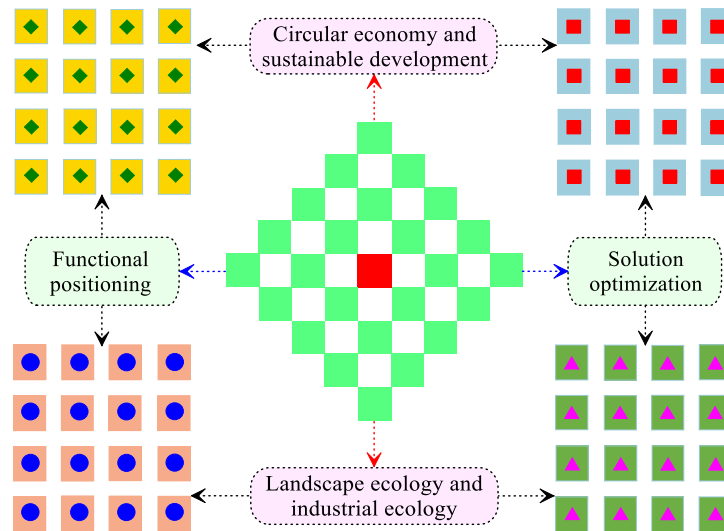 Circular economy and
sustainable development
Functional
positioning
Solution
optimization
Landscape ecology and
industrial ecology